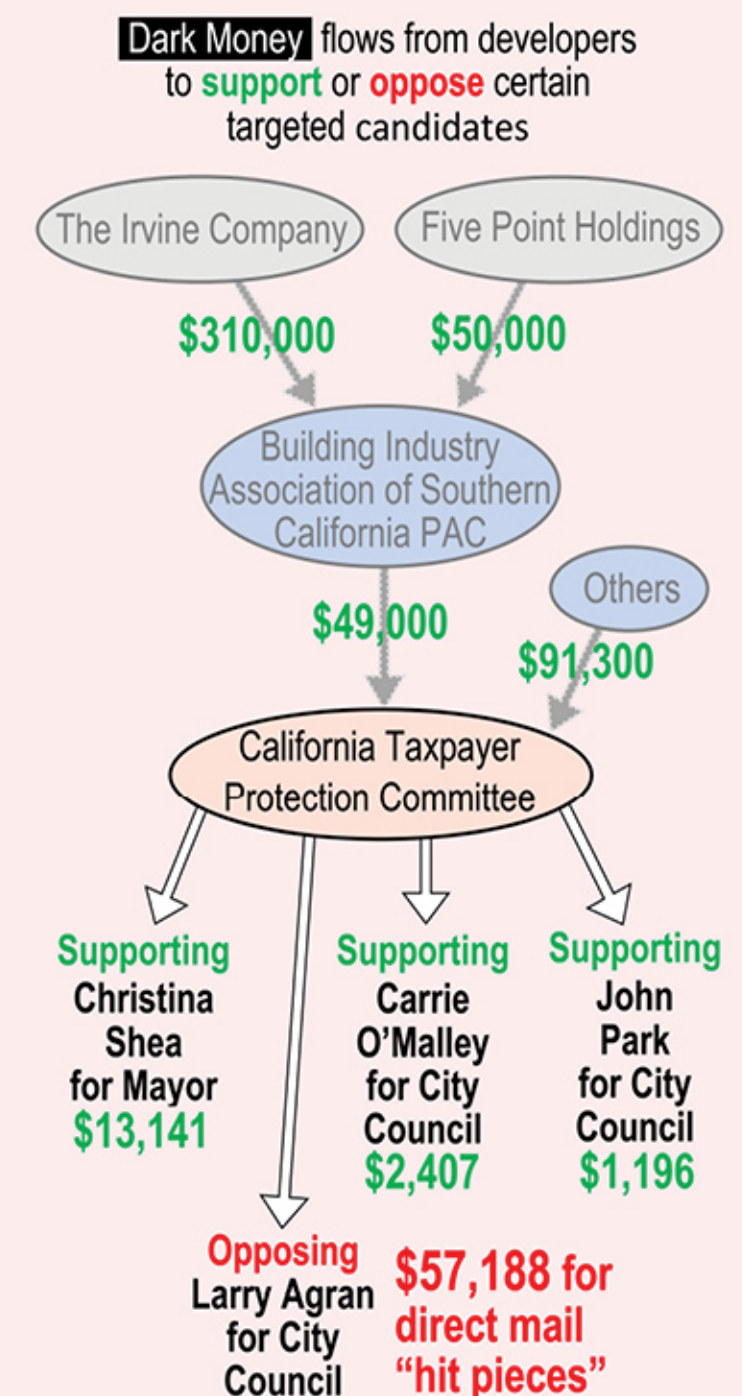 Dark Money flows from developers
to support or oppose certain
targeted candidates
The Irvine Company
Five Point Holdings
$310,000
$50,000
Building Industry
Association of Southern
California PAC
Others
$49,000
$91,300
California Taxpayer
Protection Committee
Supporting
Christina
Shea
for Mayor
$13,141
Supporting
Carrie
O'Malley
for City
Council
$2,407
Supporting
John
Park
for City
Council
$1,196
Opposing
Larry Agran
for City
Council
$57,188 for
direct mail
“hit pieces”